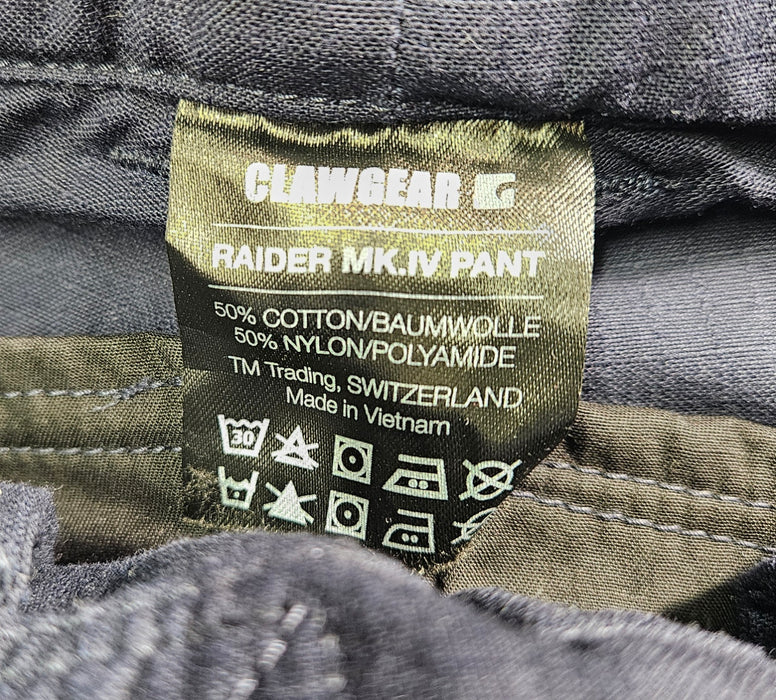 CLAWGEAR
RAIDER MK.IV PANT
50% COTTON/BAUMWOLLE
50% NYLON/POLYAMIDE
TM Trading, SWITZERLAND
Made in Vietnam
30